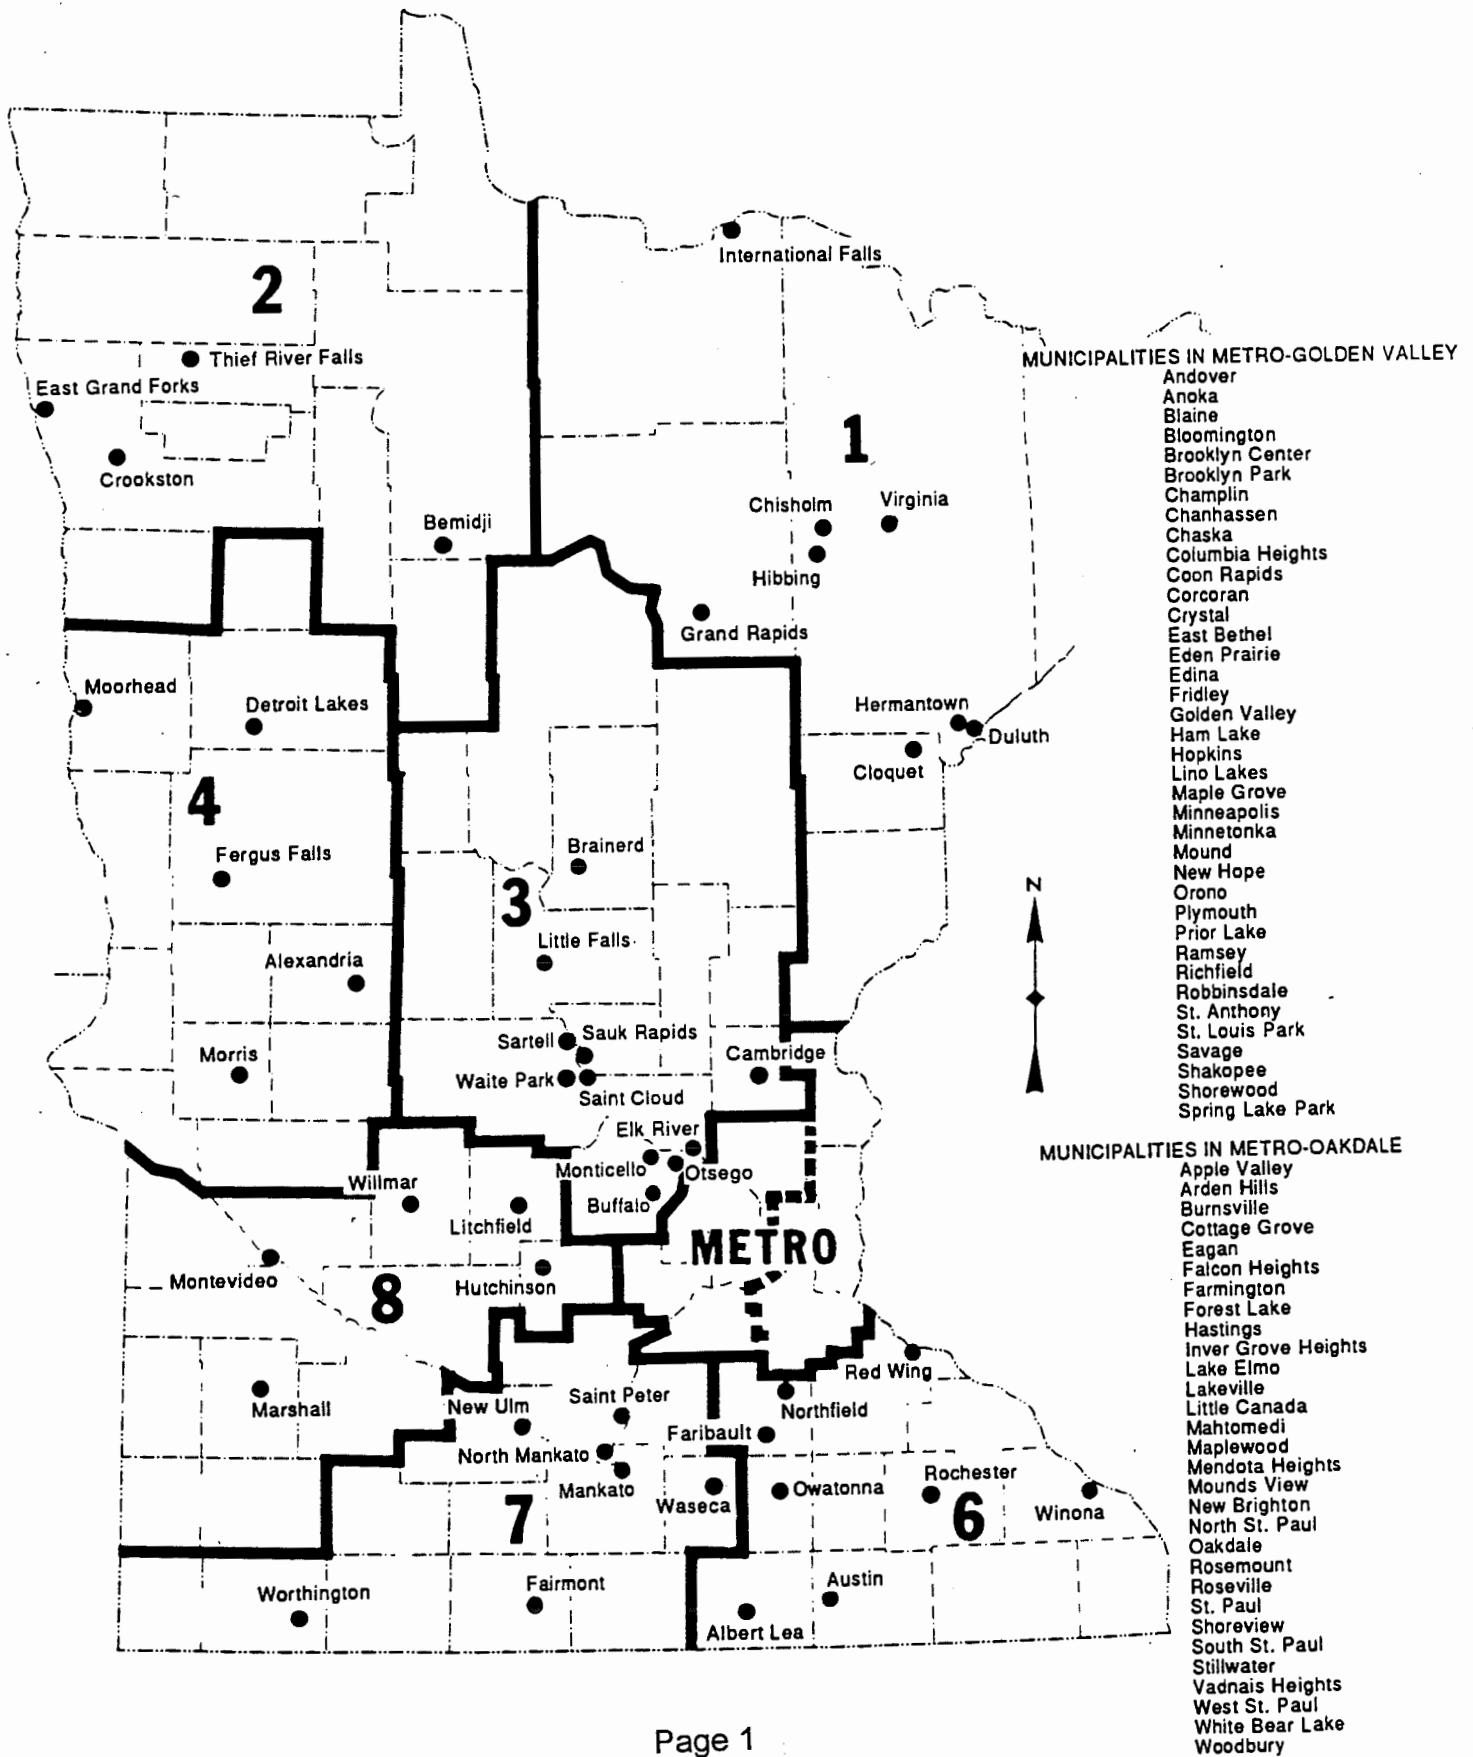 International Falls
2
Thief River Falls
East Grand Forks
Crookston
Bemidji
1
Chisholm
Virginia
Hibbing
Grand Rapids
Moorhead
Detroit Lakes
Hermantown
Duluth
Cloquet
4
Fergus Falls
Brainerd
3
Little Falls
Alexandria
Sartell
Sauk Rapids
Morris
Cambridge
Waite Park
Saint Cloud
Elk River
Monticello
Otsego
Willmar
Buffalo
Litchfield
METRO
Montevideo
8
Hutchinson
Red Wing
Marshall
New Ulm
Saint Peter
Northfield
Faribault
North Mankato
Mankato
Waseca
Owatonna
Rochester
7
6
Winona
Worthington
Fairmont
Austin
Albert Lea
N
MUNICIPALITIES IN METRO-GOLDEN VALLEY
Andover
Anoka
Blaine
Bloomington
Brooklyn Center
Brooklyn Park
Champlin
Chanhassen
Chaska
Columbia Heights
Coon Rapids
Corcoran
Crystal
East Bethel
Eden Prairie
Edina
Fridley
Golden Valley
Ham Lake
Hopkins
Lino Lakes
Maple Grove
Minneapolis
Minnetonka
Mound
New Hope
Orono
Plymouth
Prior Lake
Ramsey
Richfield
Robbinsdale
St. Anthony
St. Louis Park
Savage
Shakopee
Shorewood
Spring Lake Park
MUNICIPALITIES IN METRO-OAKDALE
Apple Valley
Arden Hills
Burnsville
Cottage Grove
Eagan
Falcon Heights
Farmington
Forest Lake
Hastings
Inver Grove Heights
Lake Elmo
Lakeville
Little Canada
Mahtomedi
Maplewood
Mendota Heights
Mounds View
New Brighton
North St. Paul
Oakdale
Rosemount
Roseville
St. Paul
Shoreview
South St. Paul
Stillwater
Vadnais Heights
West St. Paul
White Bear Lake
Woodbury
Page 1